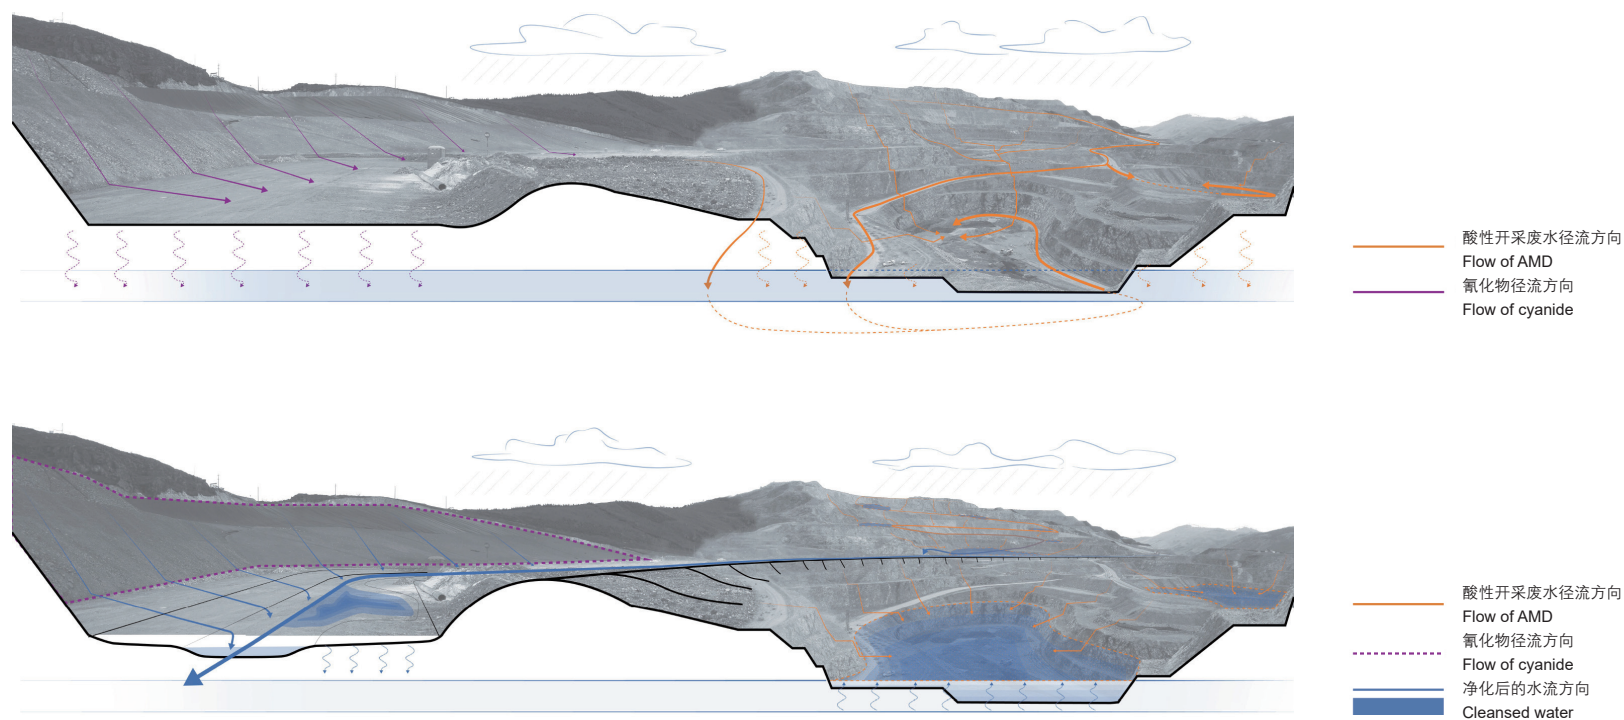 酸性开采废水径流方向
Flow of AMD
氰化物径流方向
Flow of cyanide
酸性开采废水径流方向
Flow of AMD
氰化物径流方向
Flow of cyanide
净化后的水流方向
Cleansed water